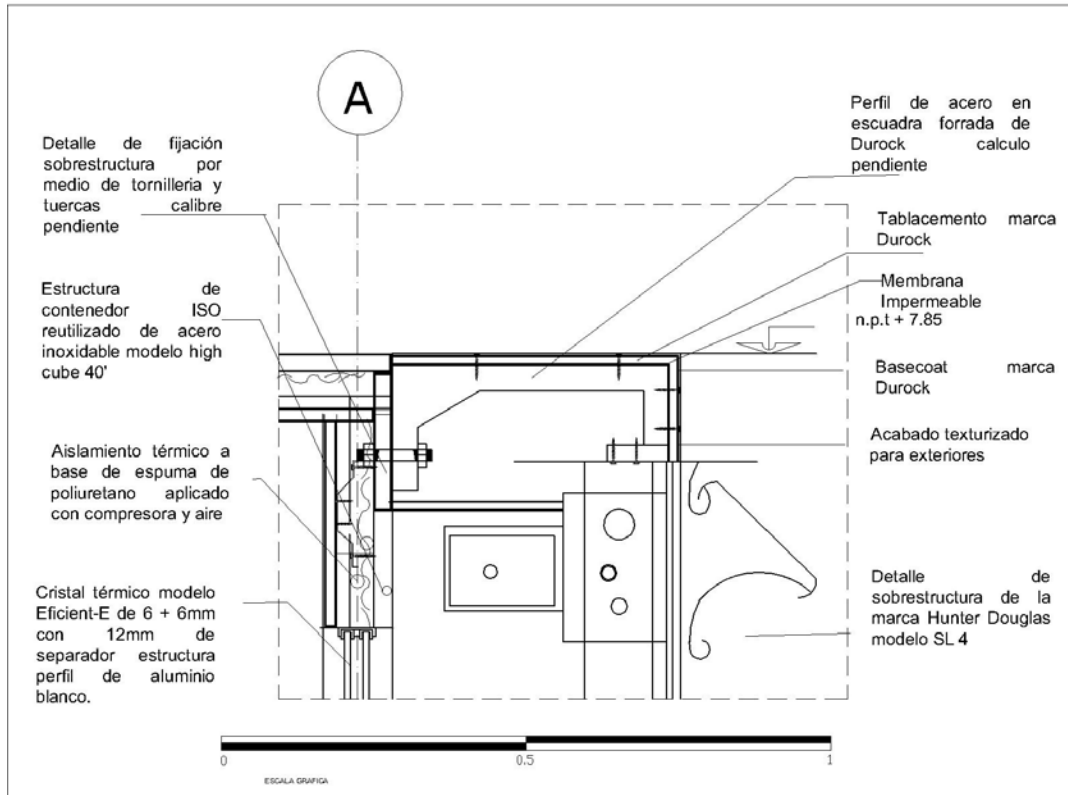 A
Detalle de fijación
sobrestructura por
medio de tornilleria y
tuercas calibre
pendiente
Estructura de
contenedor ISO
reutilizado de acero
inoxidable modelo high
cube 40'
Aislamiento térmico a
base de espuma de
poliuretano aplicado
con compresora y aire
Cristal térmico modelo
Eficient-E de 6 + 6mm
con 12mm de
separador estructura
perfil de aluminio
blanco.
Perfil de acero en
escuadra forrada de
Durock calculo
pendiente
Tablacemento marca
Durock
Membrana
Impermeable
n.p.t + 7.85
Basecoat marca
Durock
Acabado texturizado
para exteriores
Detalle de
sobrestructura de la
marca Hunter Douglas
modelo SL 4
0 0.5 1
ESCALA GRAFICA